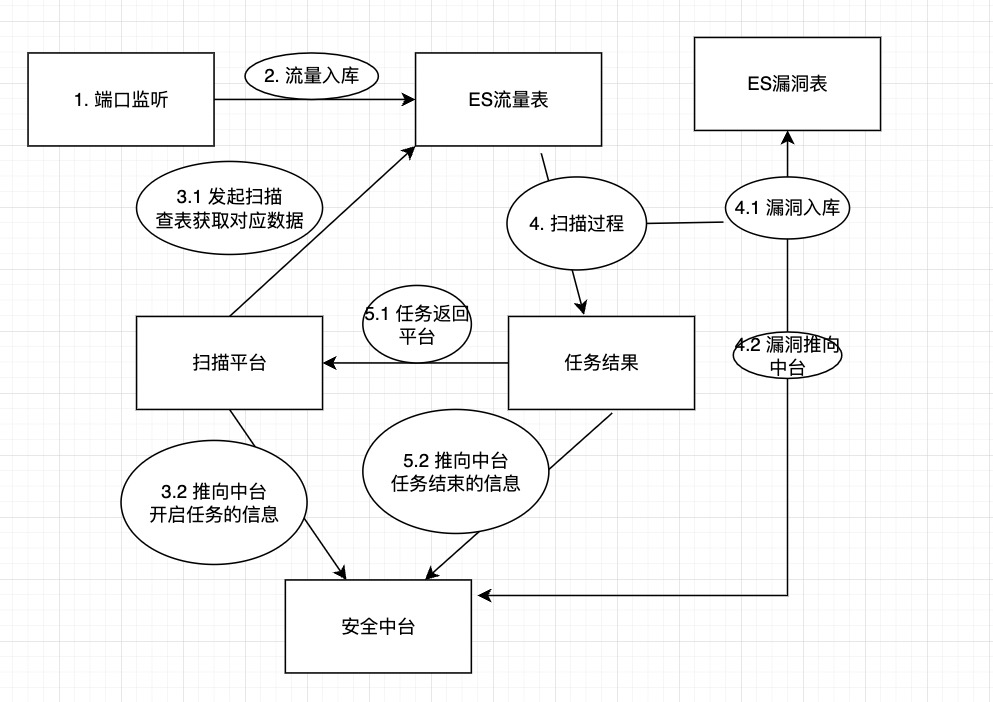 1. 端口监听
2. 流量入库
ES流量表
ES漏洞表
3.1 发起扫描
查表获取对应数据
4. 扫描过程
4.1 漏洞入库
5.1 任务返回
平台
扫描平台
任务结果
4.2 漏洞推向
中台
3.2 推向中台
开启任务的信息
5.2 推向中台
任务结束的信息
安全中台